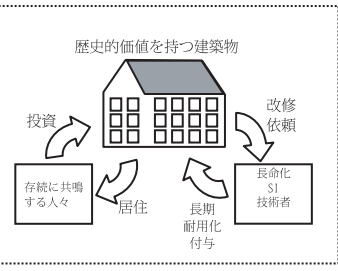 歴史的価値を持つ建築物
投資
改修
依頼
存続に共鳴
する人々
居住
長期
耐用化
付与
長命化
SI
技術者